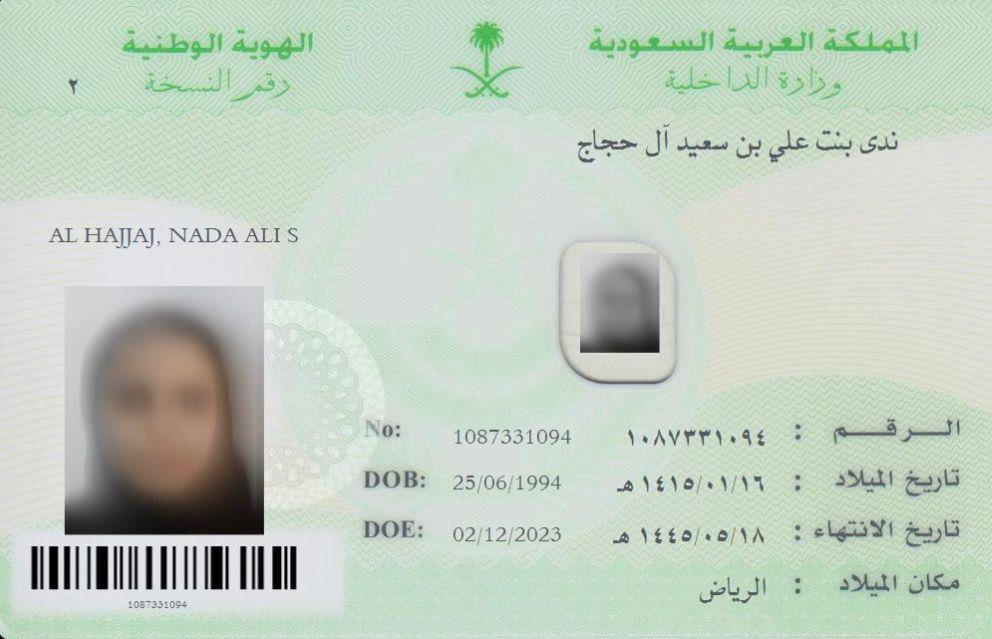 المملكة العربية السعودية
الهوية الوطنية
وزارة الداخلية
رقم النسخة ٢
ندى بنت علي بن سعيد آل حجاج
AL HAJJAJ, NADA ALI S
الرقم : ١٠٨٧٣٣١٠٩٤ No: 1087331094
تاريخ الميلاد : ١٤١٥/٠١/١٦ هـ DOB: 25/06/1994
تاريخ الانتهاء : ١٤٤٥/٠٥/١٨ هـ DOE: 02/12/2023
مكان الميلاد : الرياض
1087331094